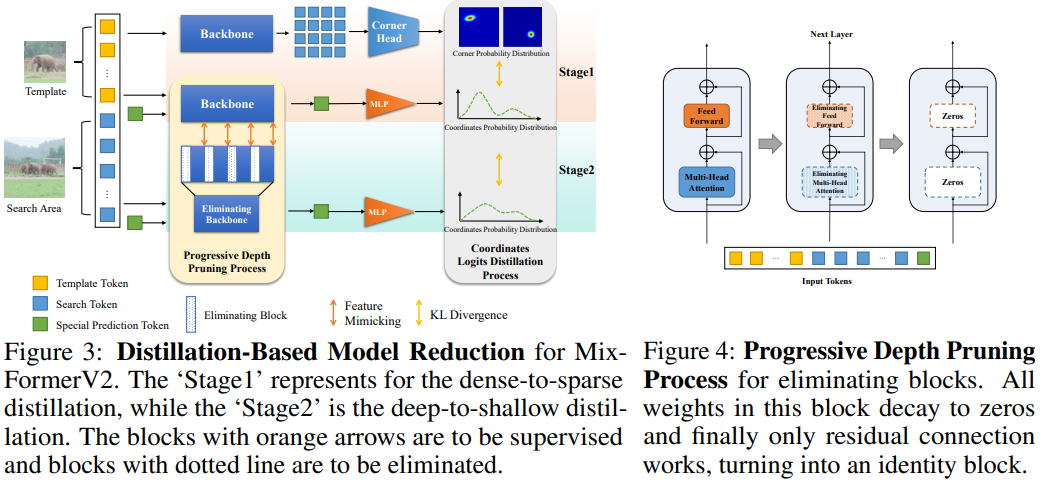 Template
Search Area
Backbone
Corner
Head
Corner Probability Distribution
Stage1
Backbone
MLP
Coordinates Probability Distribution
Stage2
Eliminating
Backbone
MLP
Coordinates Probability Distribution
Progressive Depth
Pruning Process
Coordinates
Logits Distillation
Process
Template Token
Search Token
Special Prediction Token
Eliminating Block
Feature
Mimicking
KL Divergence
Figure 3: Distillation-Based Model Reduction for Mix-
FormerV2. The ‘Stage1’ represents for the dense-to-sparse
distillation, while the ‘Stage2’ is the deep-to-shallow distil-
lation. The blocks with orange arrows are to be supervised
and blocks with dotted line are to be eliminated.
Next Layer
Feed
Forward
Multi-Head
Attention
Eliminating
Feed
Forward
Eliminating
Multi-Head
Attention
Zeros
Zeros
Input Tokens
Figure 4: Progressive Depth Pruning
Process for eliminating blocks. All
weights in this block decay to zeros
and finally only residual connection
works, turning into an identity block.